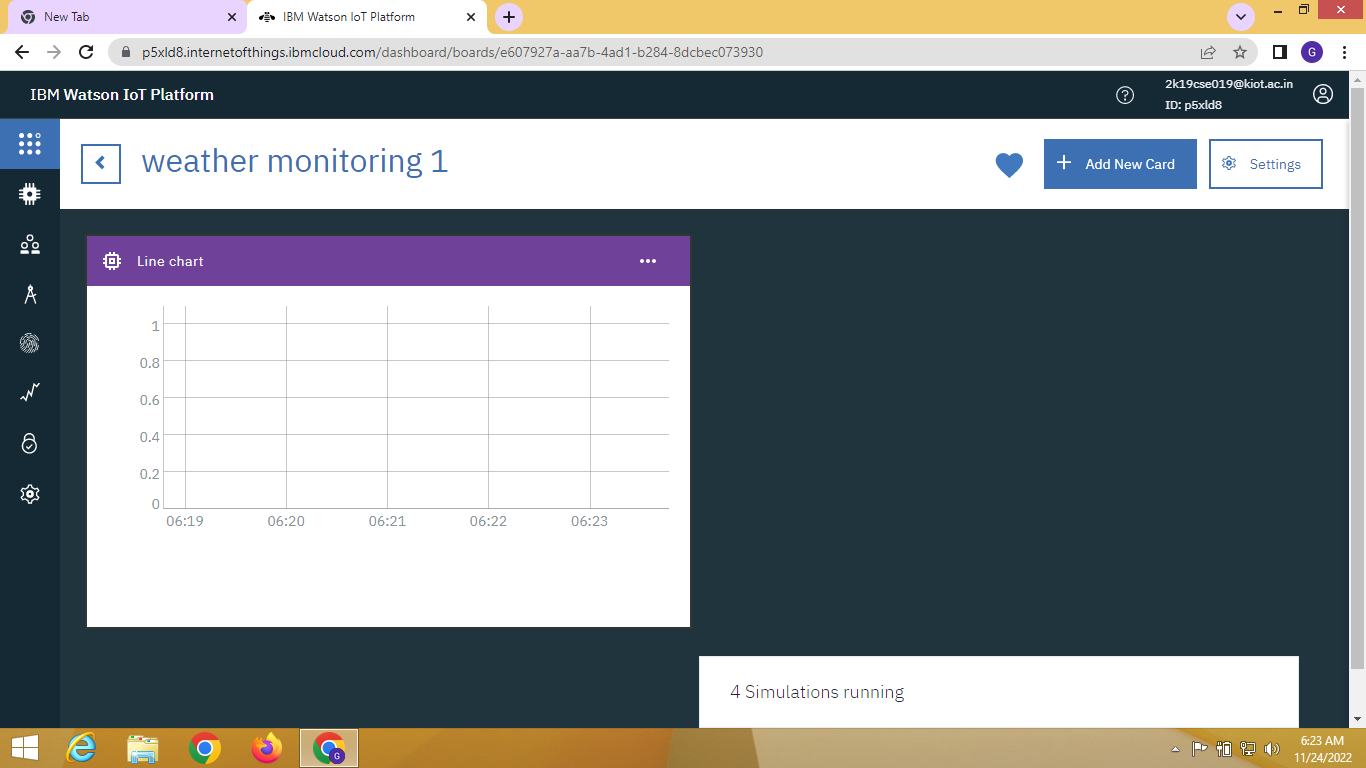 New Tab
IBM Watson IoT Platform
p5xld8.internetofthings.ibmcloud.com/dashboard/boards/e607927a-aa7b-4ad1-b284-8dcbec073930
G
IBM Watson IoT Platform
2k19cse019@kiot.ac.in
ID: p5xld8
weather monitoring 1
Add New Card
Settings
Line chart
1
0.8
0.6
0.4
0.2
0
06:19 06:20 06:21 06:22 06:23
4 Simulations running
G
6:23 AM
11/24/2022